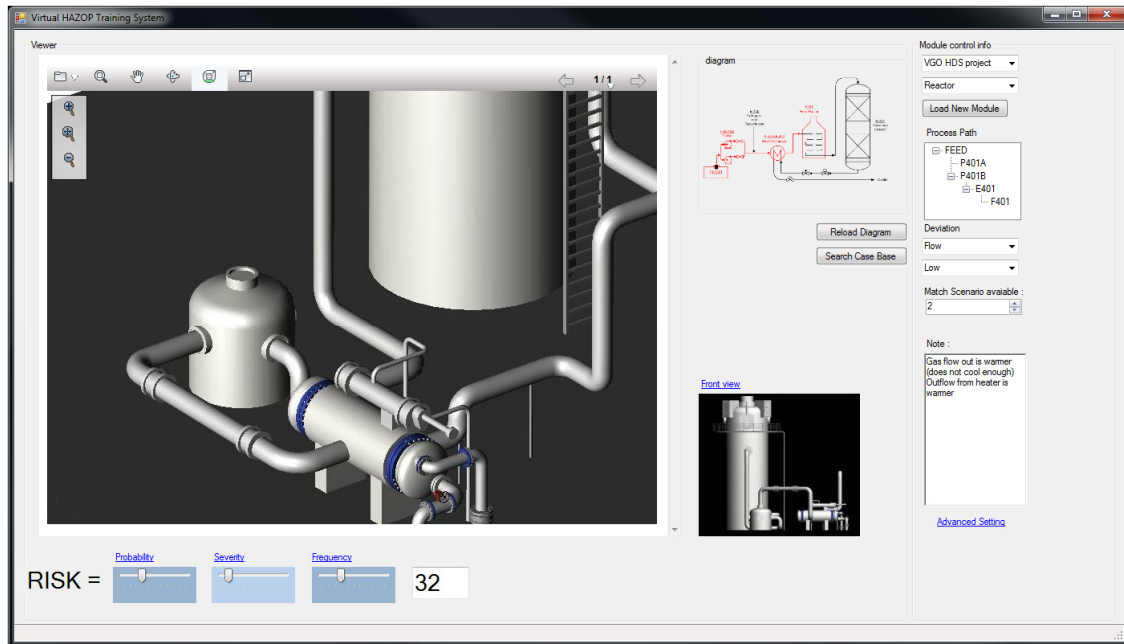 Virtual HAZOP Training System
Viewer
1/1
diagram
FEED
M
Reload Diagram
Search Case Base
Front view
Module control info
VGO HDS project
Reactor
Load New Module
Process Path
FEED
P401A
P401B
E401
F401
Deviation
Flow
Low
Match Scenario avaiable :
2
Note :
Gas flow out is warmer
(does not cool enough)
Outflow from heater is
warmer
Advanced Setting
RISK =
Probability
Severity
Frequency
32